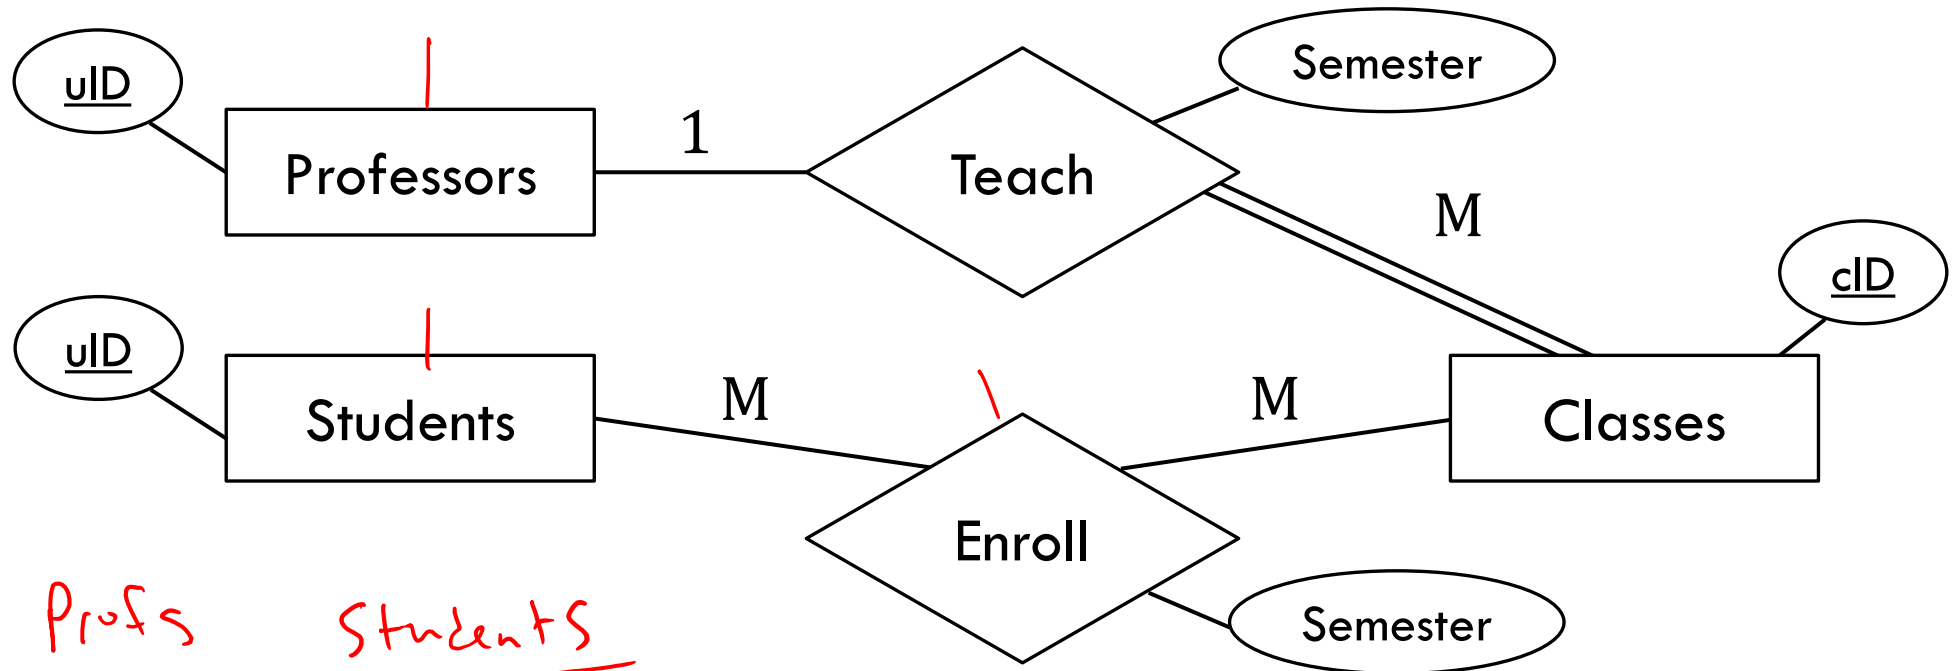 uID
Semester
1
Professors
Teach
M
cID
uID
M
M
Students
Classes
Enroll
Profs
Students
Semester